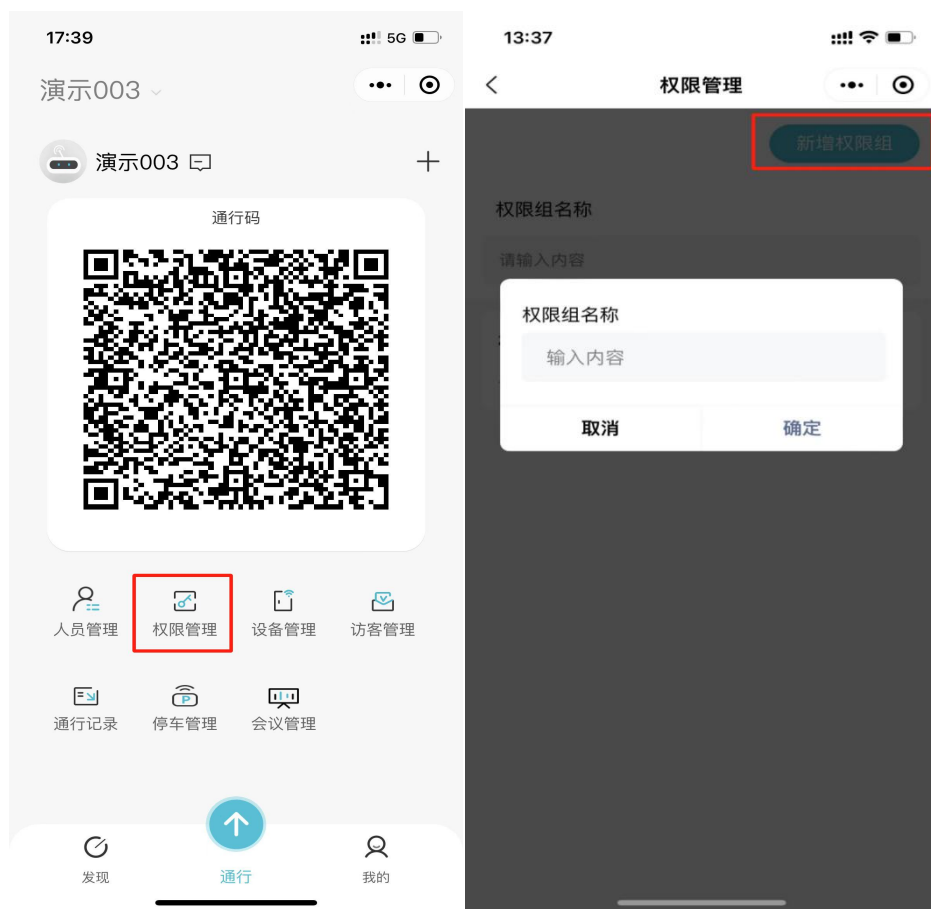 17:39
5G
演示003
演示003
通行码
人员管理
权限管理
设备管理
访客管理
通行记录
停车管理
会议管理
发现
通行
我的
13:37
权限管理
新增权限组
权限组名称
请输入内容
权限组名称
输入内容
取消
确定